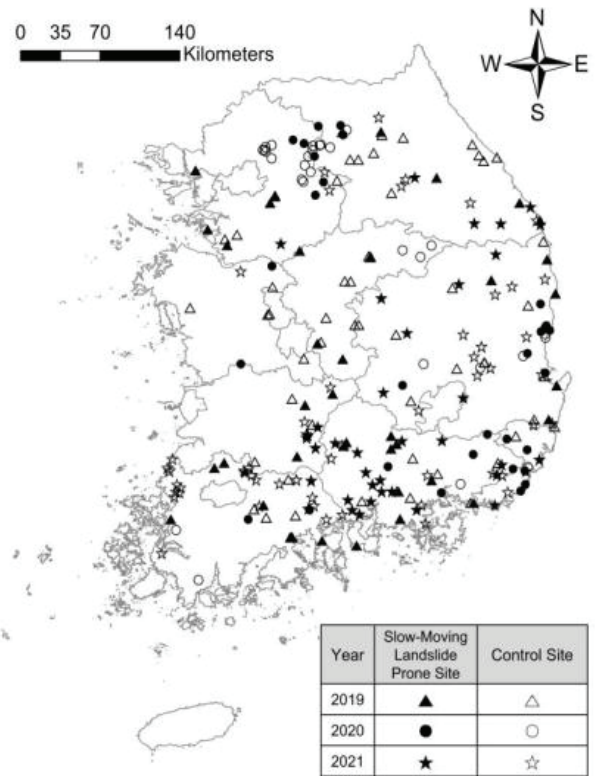 0 35 70 140
Kilometers
N
W E
S
Year Slow-Moving Landslide Prone Site Control Site
2019
2020
2021